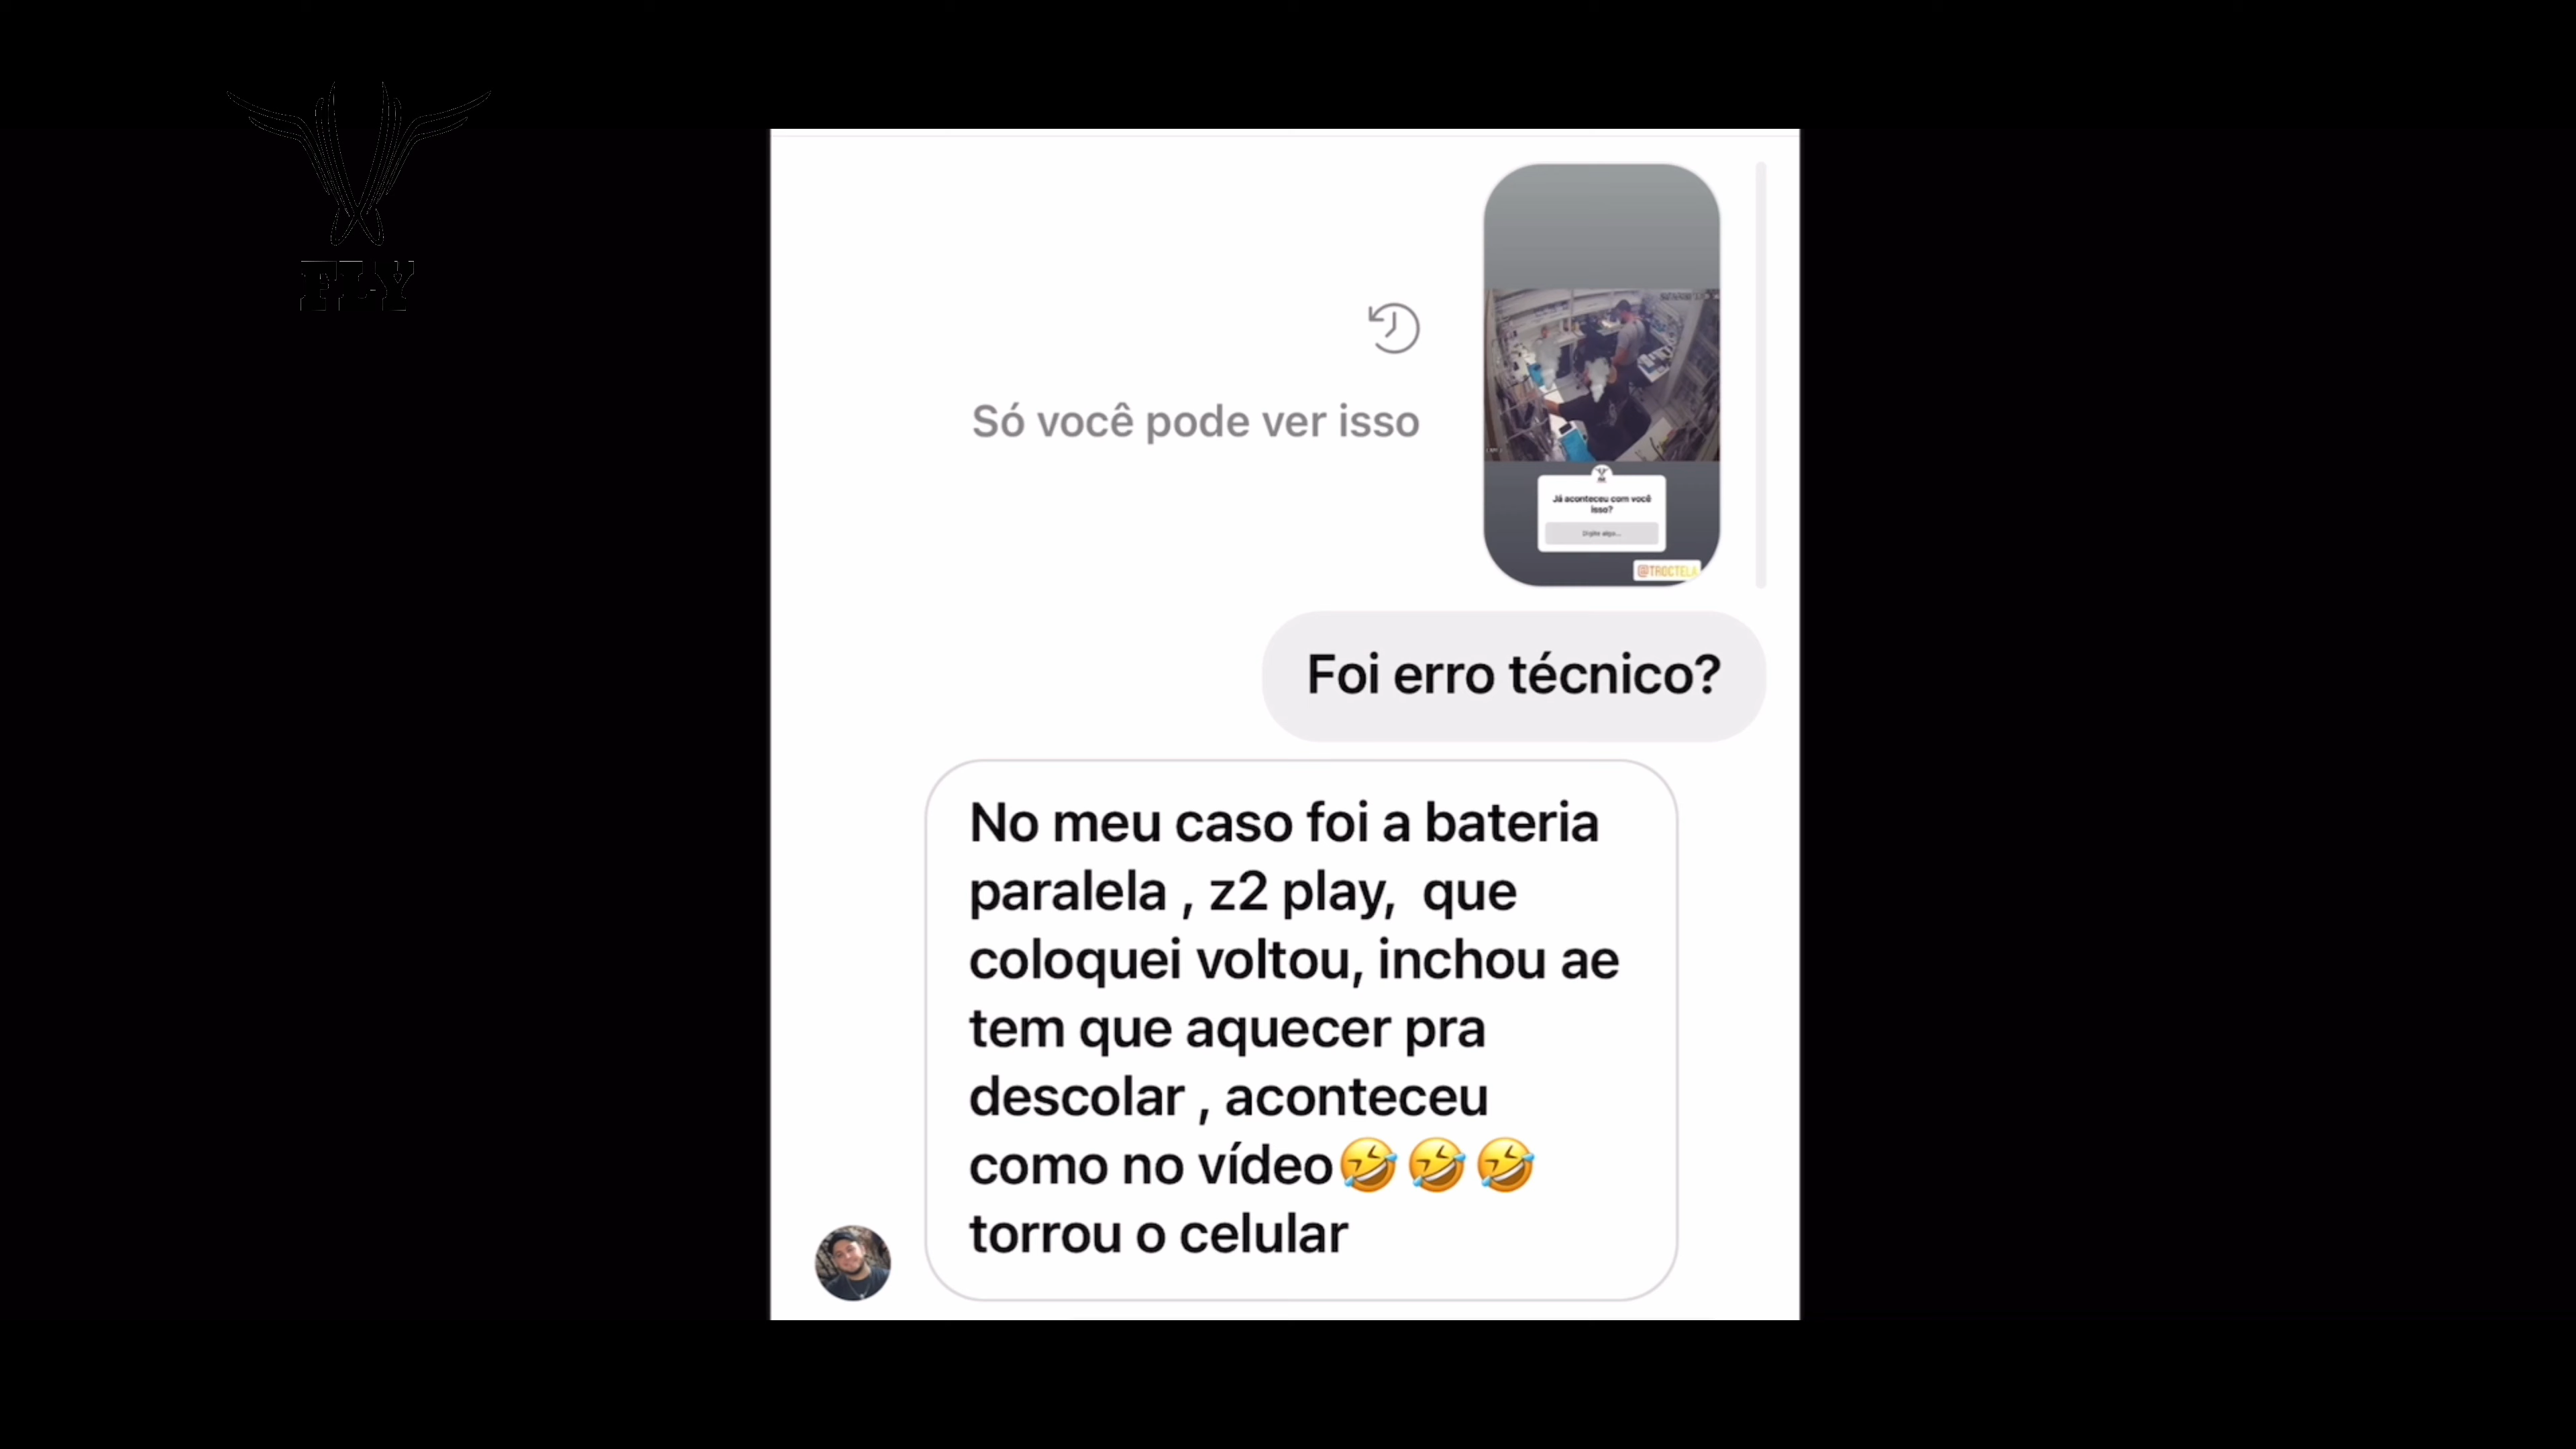 FLY
Só você pode ver isso
Já aconteceu com você
isso?
Digite algo...
@TROCTELA
Foi erro técnico?
No meu caso foi a bateria
paralela , z2 play,  que
coloquei voltou, inchou ae
tem que aquecer pra
descolar , aconteceu
como no vídeo🤣🤣🤣
torrou o celular